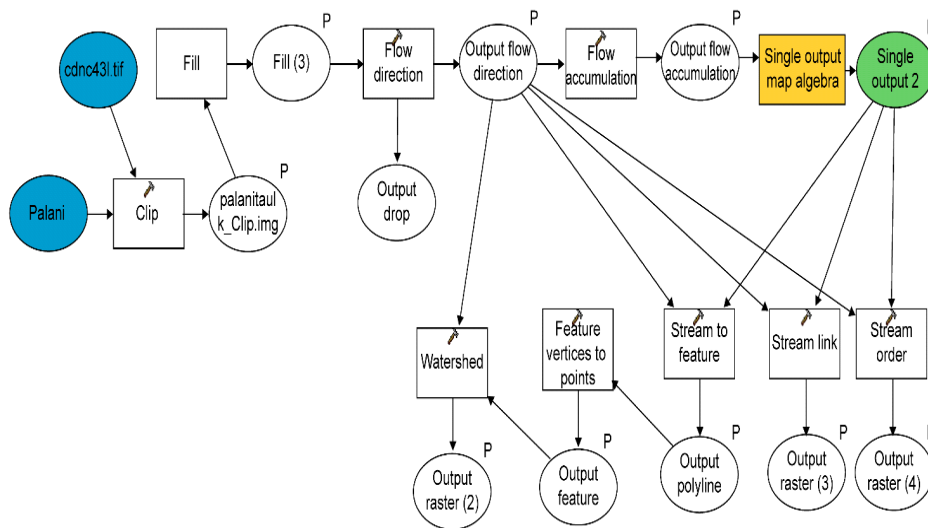 cdnc43l.tif
Fill
P
Fill (3)
Flow
direction
P
Output flow
direction
Flow
accumulation
P
Output flow
accumulation
Single output
map algebra
Single
output 2
Palani
Clip
P
palanitaul
k_Clip.img
Output
drop
Watershed
Feature
vertices to
points
Stream to
feature
Stream link
Stream
order
P
Output
raster (2)
P
Output
feature
P
Output
polyline
P
Output
raster (3)
Output
raster (4)